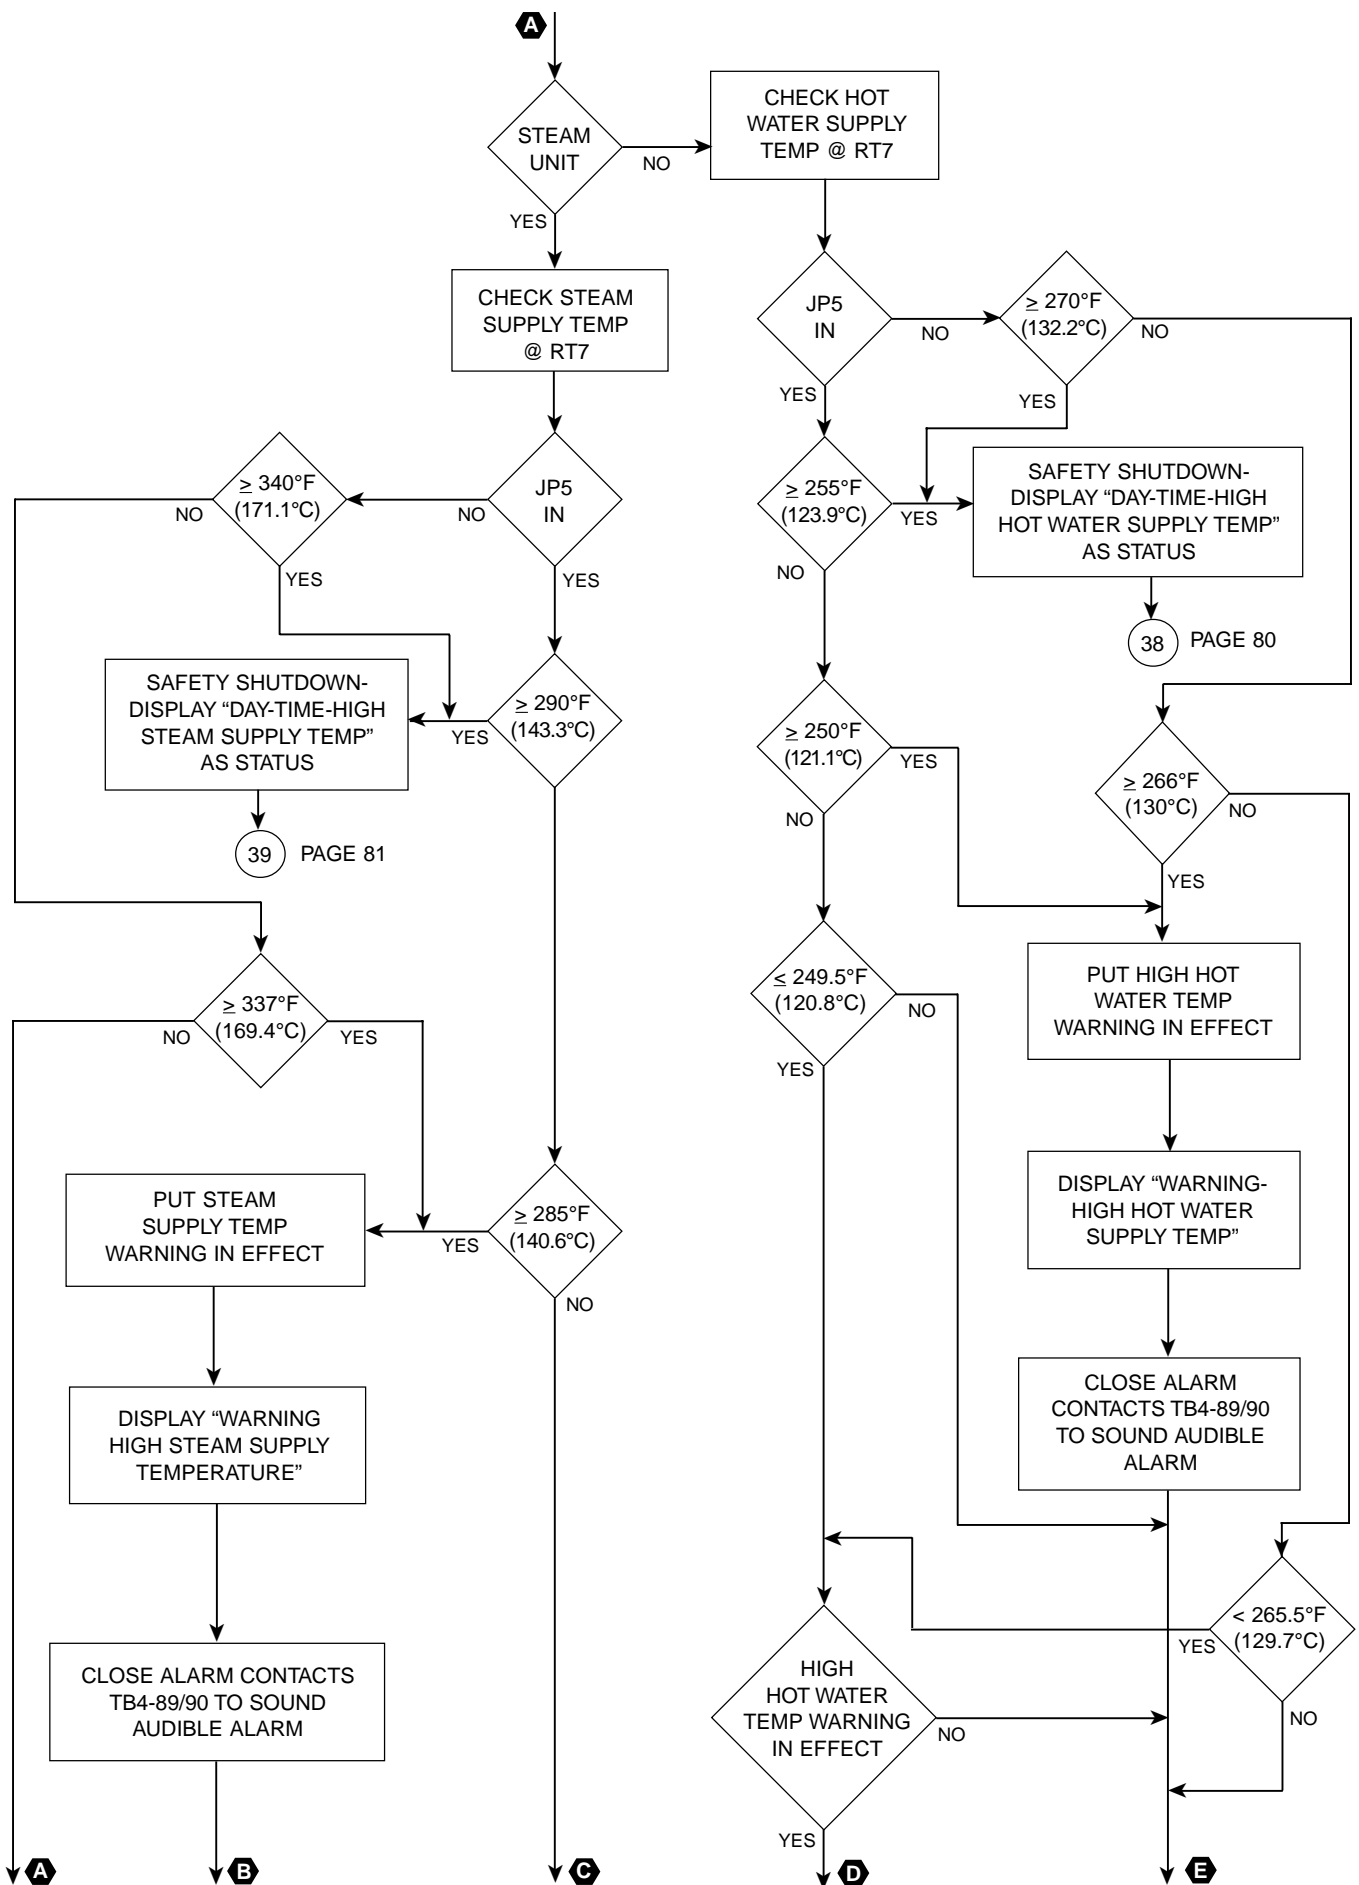 A
STEAM
UNIT
NO
YES
CHECK HOT
WATER SUPPLY
TEMP @ RT7
CHECK STEAM
SUPPLY TEMP
@ RT7
JP5
IN
NO
YES
≥ 270°F
(132.2°C)
NO
YES
≥ 340°F
(171.1°C)
NO
YES
JP5
IN
NO
YES
≥ 255°F
(123.9°C)
YES
NO
SAFETY SHUTDOWN-
DISPLAY “DAY-TIME-HIGH
HOT WATER SUPPLY TEMP”
AS STATUS
38
PAGE 80
SAFETY SHUTDOWN-
DISPLAY “DAY-TIME-HIGH
STEAM SUPPLY TEMP”
AS STATUS
39
PAGE 81
≥ 290°F
(143.3°C)
YES
≥ 250°F
(121.1°C)
YES
NO
≥ 266°F
(130°C)
NO
YES
≥ 337°F
(169.4°C)
NO
YES
≤ 249.5°F
(120.8°C)
NO
YES
PUT HIGH HOT
WATER TEMP
WARNING IN EFFECT
PUT STEAM
SUPPLY TEMP
WARNING IN EFFECT
≥ 285°F
(140.6°C)
YES
NO
DISPLAY “WARNING-
HIGH HOT WATER
SUPPLY TEMP”
DISPLAY “WARNING
HIGH STEAM SUPPLY
TEMPERATURE”
CLOSE ALARM
CONTACTS TB4-89/90
TO SOUND AUDIBLE
ALARM
CLOSE ALARM CONTACTS
TB4-89/90 TO SOUND
AUDIBLE ALARM
HIGH
HOT WATER
TEMP WARNING
IN EFFECT
NO
YES
< 265.5°F
(129.7°C)
YES
NO
A
B
C
D
E